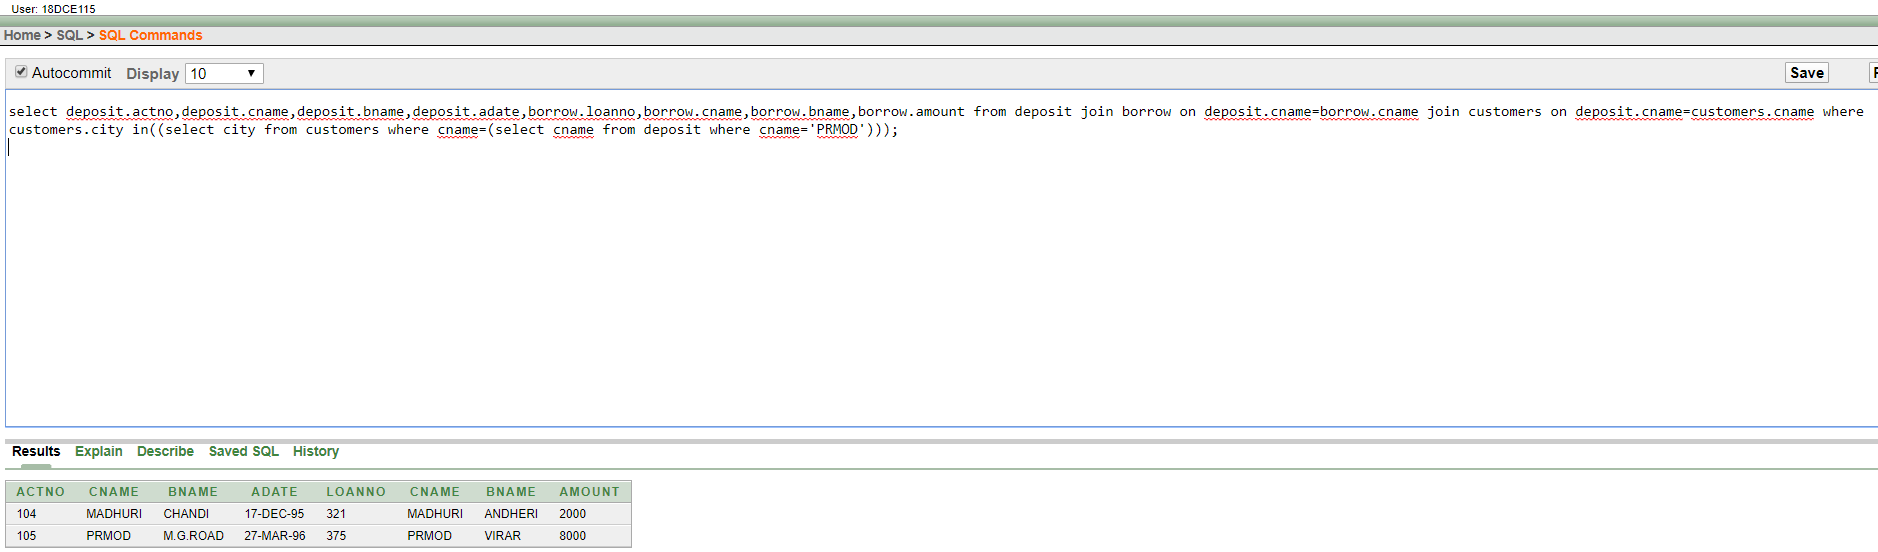 User: 18DCE115
Home > SQL > SQL Commands
Autocommit Display 10 Save
select deposit.actno,deposit.cname,deposit.bname,deposit.adate,borrow.loanno,borrow.cname,borrow.bname,borrow.amount from deposit join borrow on deposit.cname=borrow.cname join customers on deposit.cname=customers.cname where
customers.city in((select city from customers where cname=(select cname from deposit where cname='PRMOD')));
Results Explain Describe Saved SQL History
ACTNO CNAME BNAME ADATE LOANNO CNAME BNAME AMOUNT
104 MADHURI CHANDI 17-DEC-95 321 MADHURI ANDHERI 2000
105 PRMOD M.G.ROAD 27-MAR-96 375 PRMOD VIRAR 8000